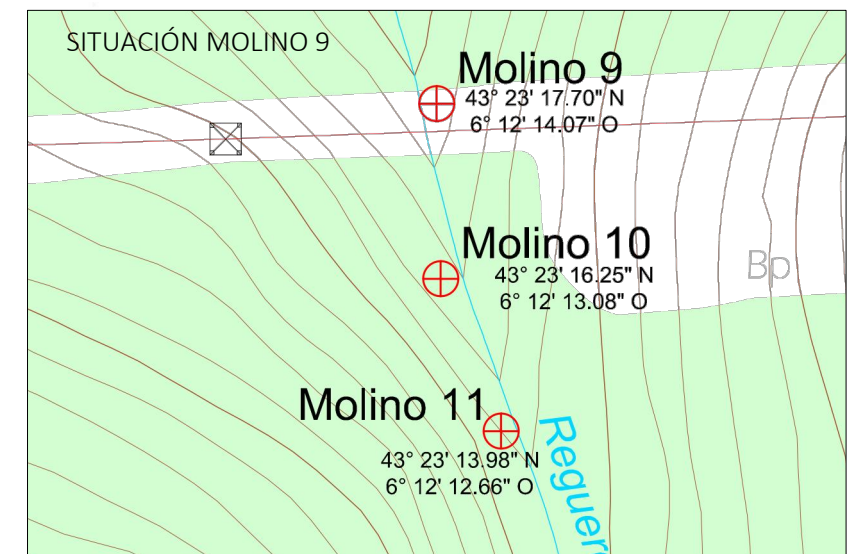 SITUACIÓN MOLINO 9
Molino 9
43° 23' 17.70" N
6° 12' 14.07" O
Molino 10
43° 23' 16.25" N
6° 12' 13.08" O
Bp
Molino 11
43° 23' 13.98" N
6° 12' 12.66" O
Reguer